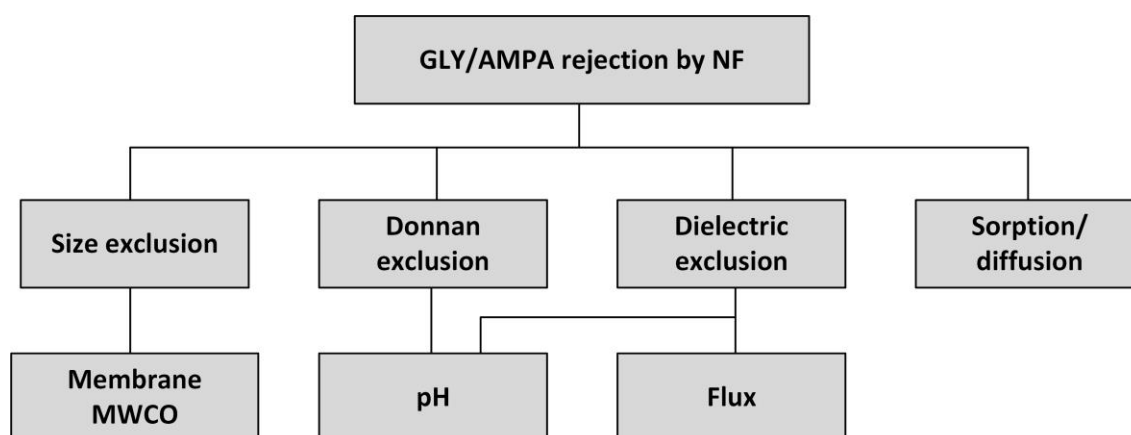 GLY/AMPA rejection by NF
Size exclusion
Donnan
exclusion
Dielectric
exclusion
Sorption/
diffusion
Membrane
MWCO
pH
Flux